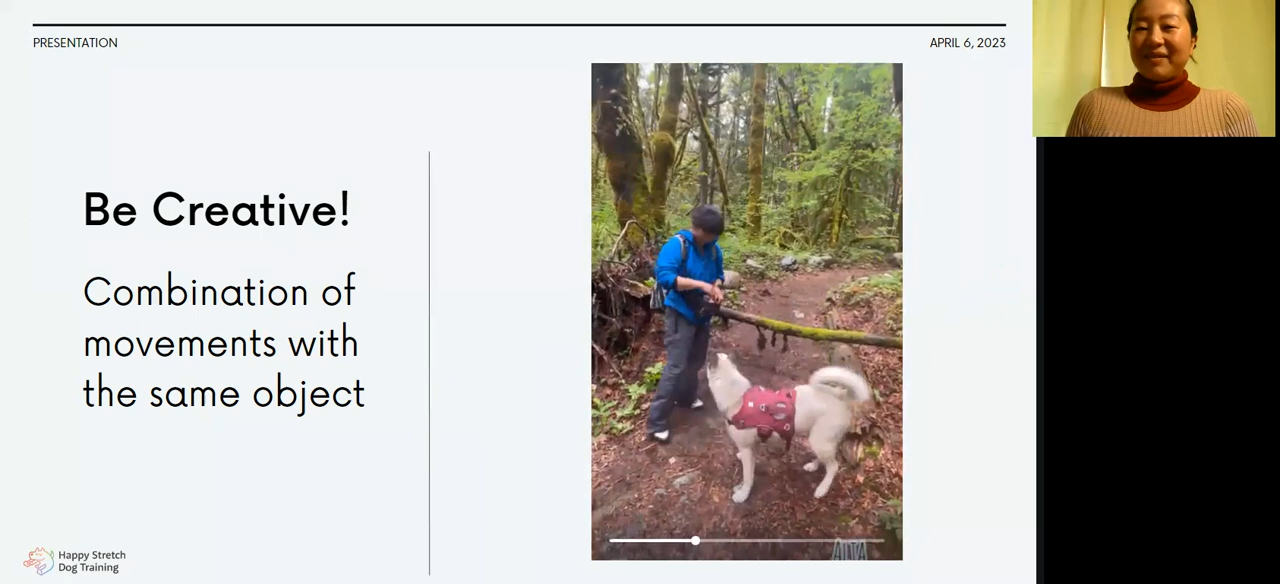 PRESENTATION
APRIL 6, 2023
Be Creative!
Combination of
movements with
the same object
Happy Stretch
Dog Training